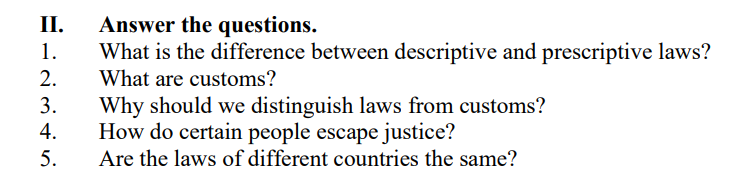 II. Answer the questions.
1. What is the difference between descriptive and prescriptive laws?
2. What are customs?
3. Why should we distinguish laws from customs?
4. How do certain people escape justice?
5. Are the laws of different countries the same?